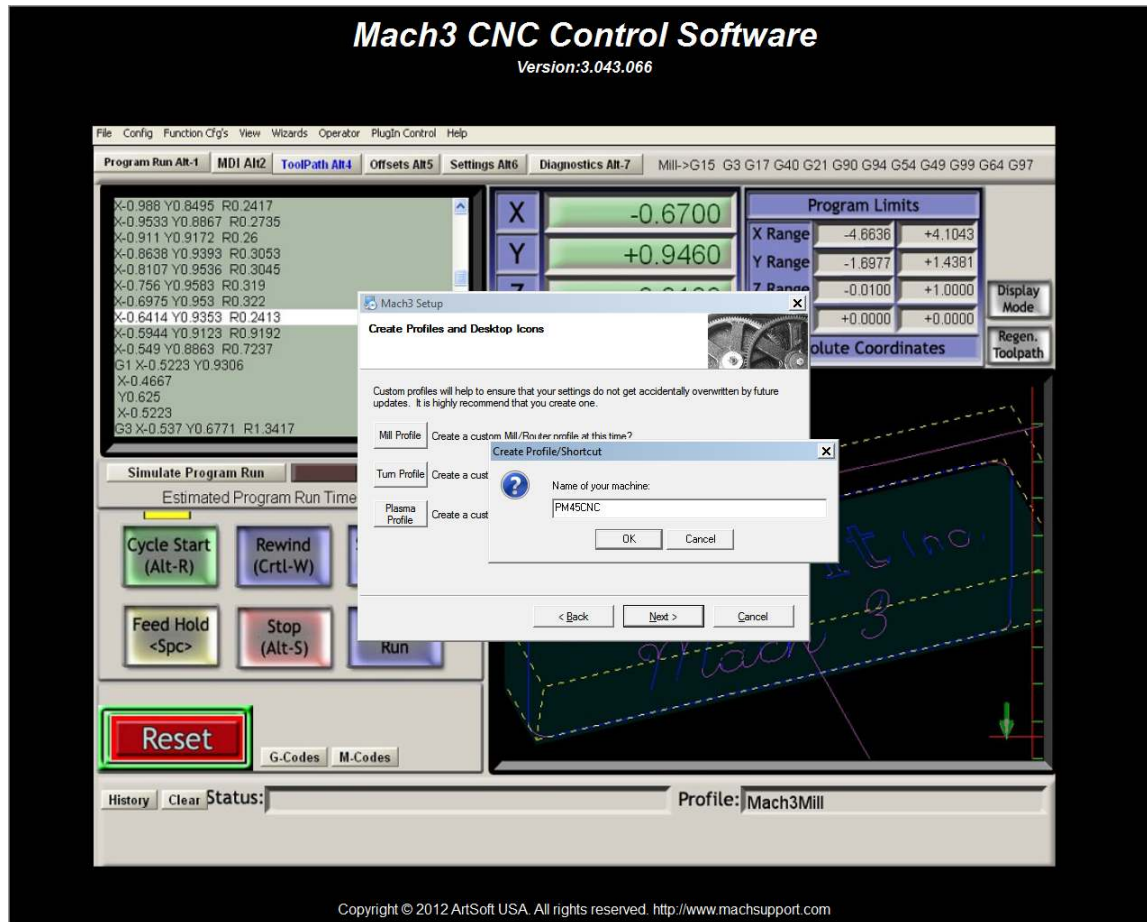 Mach3 CNC Control Software
Version:3.043.066
File Config Function Cfg's View Wizards Operator PlugIn Control Help
Program Run Alt-1 MDI Alt2 ToolPath Alt4 Offsets Alt5 Settings Alt6 Diagnostics Alt-7 Mill->G15 G3 G17 G40 G21 G90 G94 G54 G49 G99 G64 G97
X-0.988 Y0.8495 R0.2417
X-0.9533 Y0.8867 R0.2735
X-0.911 Y0.9172 R0.26
X-0.8638 Y0.9393 R0.3053
X-0.8107 Y0.9536 R0.3045
X-0.756 Y0.9583 R0.319
X-0.6975 Y0.953 R0.322
X-0.6414 Y0.9353 R0.2413
X-0.5944 Y0.9123 R0.9192
X-0.549 Y0.8863 R0.7237
G1 X-0.5223 Y0.9306
X-0.4667
Y0.625
X-0.5223
G3 X-0.537 Y0.6771 R1.3417
X -0.6700
Y +0.9460
Program Limits
X Range -4.6636 +4.1043
Y Range -1.6977 +1.4381
Z Range -0.0100 +1.0000
+0.0000 +0.0000
olute Coordinates
Display
Mode
Regen.
Toolpath
Mach3 Setup
Create Profiles and Desktop Icons
Custom profiles will help to ensure that your settings do not get accidentally overwritten by future
updates. It is highly recommend that you create one.
Mill Profile Create a custom Mill/Router profile at this time?
Turn Profile Create a cust
Plasma
Profile Create a cust
Create Profile/Shortcut
Name of your machine:
PM45CNC
OK Cancel
< Back Next > Cancel
Simulate Program Run
Estimated Program Run Time
Cycle Start
(Alt-R)
Rewind
(Crtl-W)
Feed Hold
<Spc>
Stop
(Alt-S)
Run
Inc.
Mach 3
Reset
G-Codes M-Codes
History Clear Status: Profile: Mach3Mill
Copyright © 2012 ArtSoft USA. All rights reserved. http://www.machsupport.com